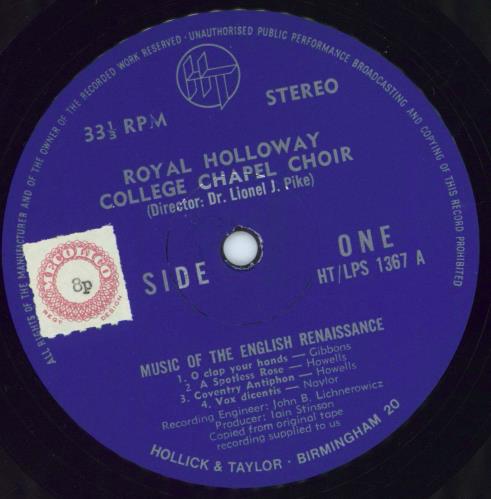 ALL RIGHTS OF THE MANUFACTURER AND OF THE OWNER OF THE RECORDED WORK RESERVED · UNAUTHORISED PUBLIC PERFORMANCE BROADCASTING AND COPYING OF THIS RECORD PROHIBITED
HT
33⅓ RPM
STEREO
ROYAL HOLLOWAY
COLLEGE CHAPEL CHOIR
(Director: Dr. Lionel J. Pike)
MECOLICO
8p
REGT. DESIGN
SIDE ONE
HT/LPS 1367 A
MUSIC OF THE ENGLISH RENAISSANCE
1. O clap your hands — Gibbons
2. A Spotless Rose — Howells
3. Coventry Antiphon — Howells
4. Vox dicentis — Naylor
Recording Engineer: John B. Lichnerowicz
Producer: Iain Stinson
Copied from original tape
recording supplied to us
HOLLICK & TAYLOR · BIRMINGHAM 20